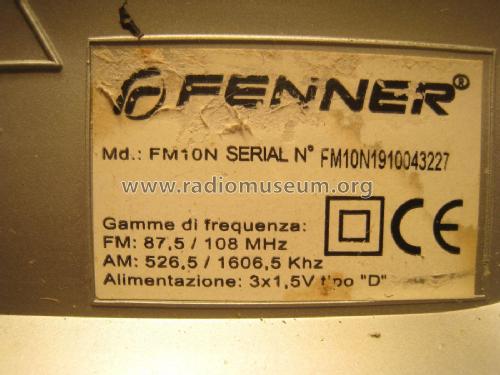 FENNER®
Md.: FM10N SERIAL N° FM10N1910043227
www.radiomuseum.org
Gamme di frequenza:
FM: 87,5 / 108 MHz
AM: 526,5 / 1606,5 Khz
Alimentazione: 3x1,5V tipo "D"
CE